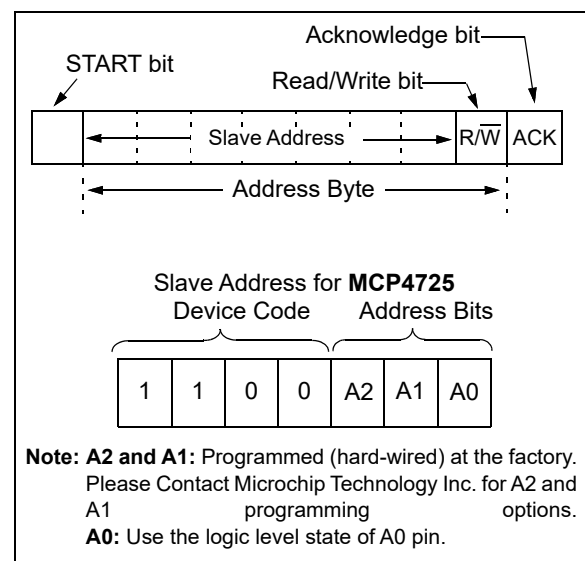 Acknowledge bit
START bit
Read/Write bit
Slave Address R/W̅ ACK
Address Byte
Slave Address for MCP4725
Device Code Address Bits
1 1 0 0 A2 A1 A0
Note: A2 and A1: Programmed (hard-wired) at the factory.
Please Contact Microchip Technology Inc. for A2 and
A1 programming options.
A0: Use the logic level state of A0 pin.